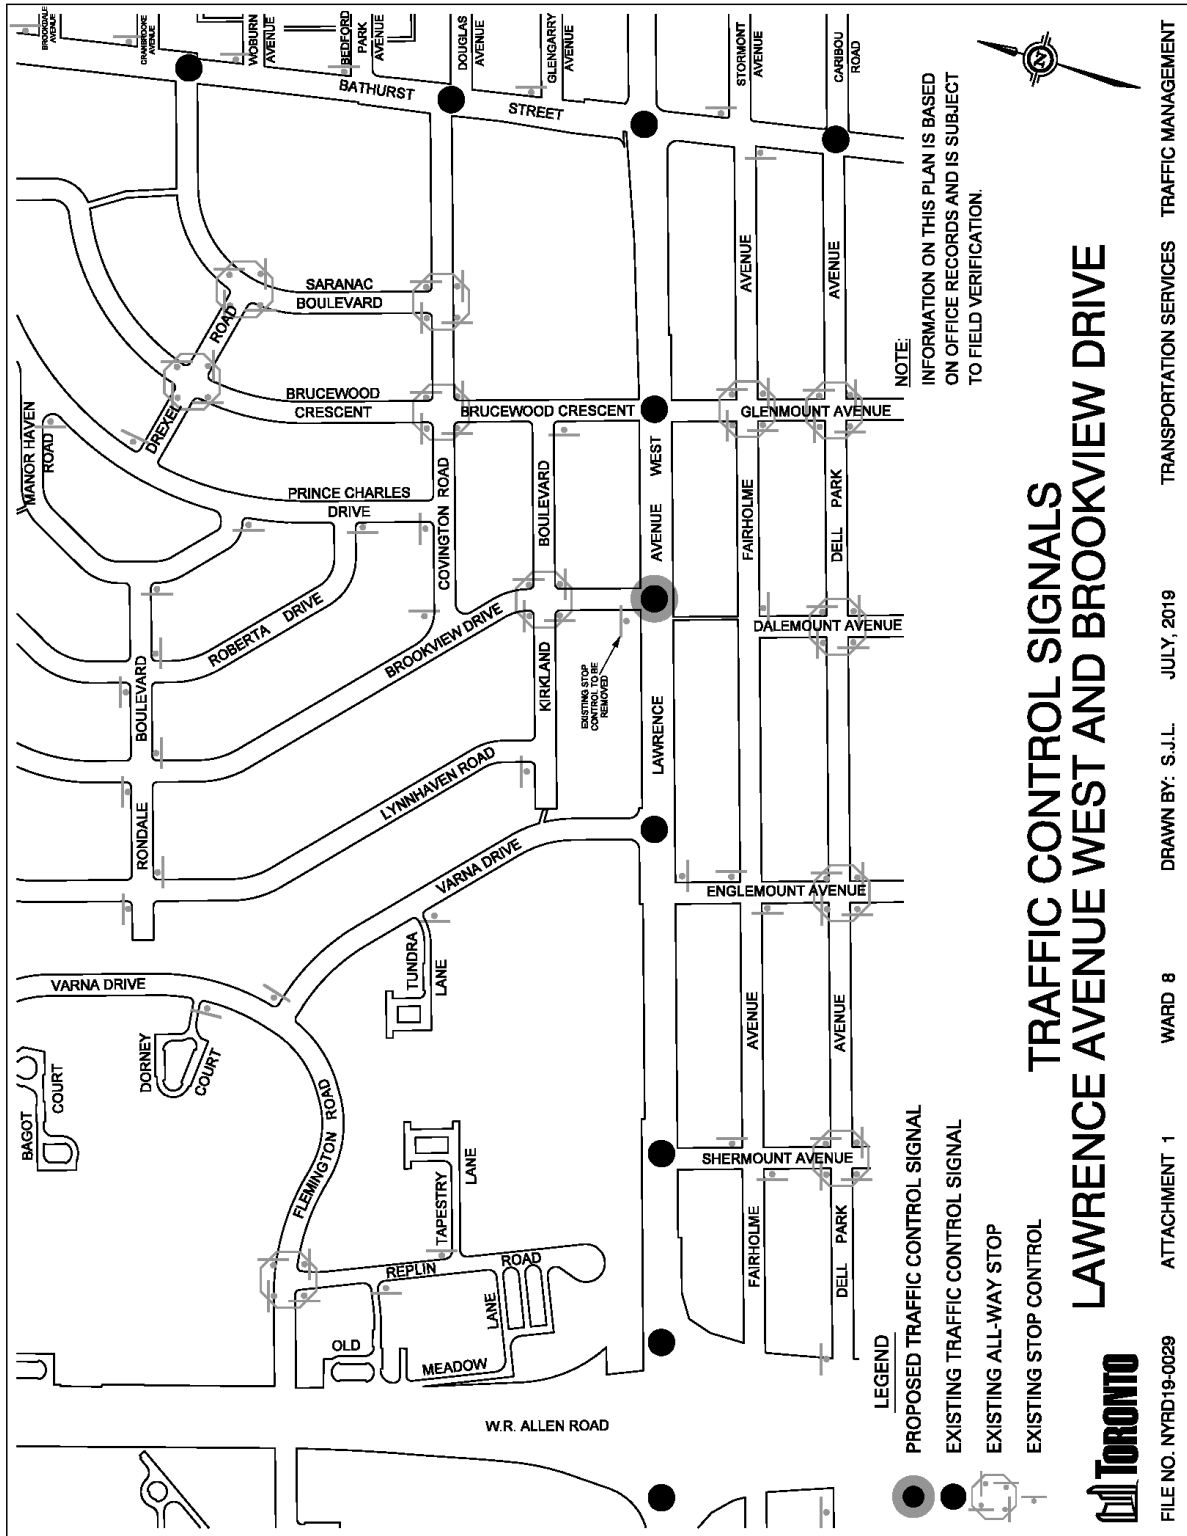 BROOKDALE
AVENUE
CRANBROOKE
AVENUE
WOBURN
AVENUE
BEDFORD
PARK
AVENUE
DOUGLAS
AVENUE
GLENGARRY
AVENUE
STORMONT
AVENUE
CARIBOU
ROAD
BATHURST
STREET
SARANAC
BOULEVARD
ROAD
DREXEL
BRUCEWOOD
CRESCENT
BRUCEWOOD CRESCENT
GLENMOUNT AVENUE
AVENUE
AVENUE
MANOR HAVEN
ROAD
PRINCE CHARLES
DRIVE
COVINGTON ROAD
BOULEVARD
AVENUE WEST
FAIRHOLME
DELL PARK
ROBERTA DRIVE
BROOKVIEW DRIVE
KIRKLAND
EXISTING STOP
CONTROL TO BE
REMOVED
DALEMOUNT AVENUE
BOULEVARD
RONDALE
LYNNHAVEN ROAD
LAWRENCE
VARNA DRIVE
ENGLEMOUNT AVENUE
VARNA DRIVE
TUNDRA
LANE
AVENUE
AVENUE
BAGOT
COURT
DORNEY
COURT
FLEMINGTON ROAD
TAPESTRY
LANE
SHERMOUNT AVENUE
REPLIN
ROAD
FAIRHOLME
DELL PARK
OLD
MEADOW
LANE
W.R. ALLEN ROAD
NOTE:
INFORMATION ON THIS PLAN IS BASED
ON OFFICE RECORDS AND IS SUBJECT
TO FIELD VERIFICATION.
N
LEGEND
PROPOSED TRAFFIC CONTROL SIGNAL
EXISTING TRAFFIC CONTROL SIGNAL
EXISTING ALL-WAY STOP
EXISTING STOP CONTROL
TRAFFIC CONTROL SIGNALS
LAWRENCE AVENUE WEST AND BROOKVIEW DRIVE
TORONTO
FILE NO. NYRD19-0029 ATTACHMENT 1 WARD 8 DRAWN BY: S.J.L. JULY, 2019 TRANSPORTATION SERVICES TRAFFIC MANAGEMENT